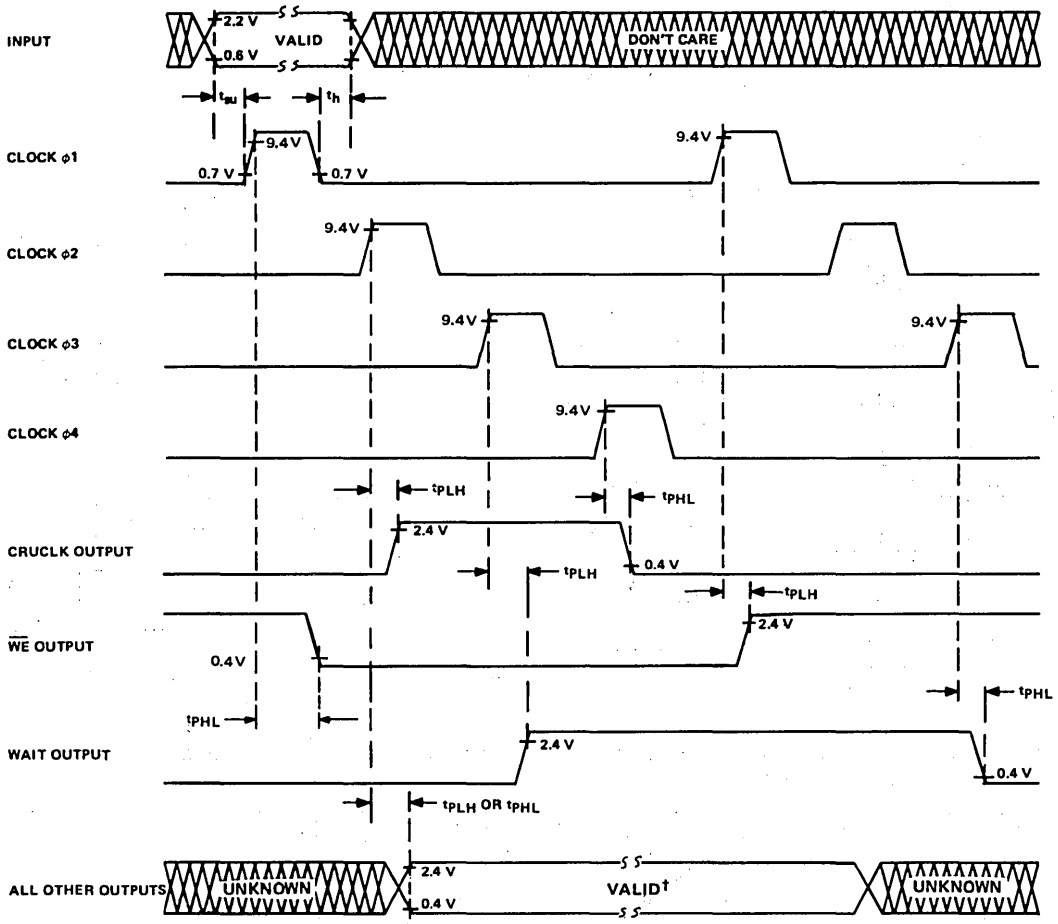 2.2 V
INPUT
VALID
DON'T CARE
0.6 V
tsu
th
9.4 V
9.4 V
CLOCK φ1
0.7 V
0.7 V
9.4 V
CLOCK φ2
9.4 V
9.4 V
CLOCK φ3
9.4 V
CLOCK φ4
tPLH
tPHL
2.4 V
CRUCLK OUTPUT
0.4 V
tPLH
tPLH
2.4 V
W̅E̅ OUTPUT
0.4 V
tPHL
tPHL
2.4 V
WAIT OUTPUT
0.4 V
tPLH OR tPHL
2.4 V
ALL OTHER OUTPUTS
UNKNOWN
VALID†
UNKNOWN
0.4 V